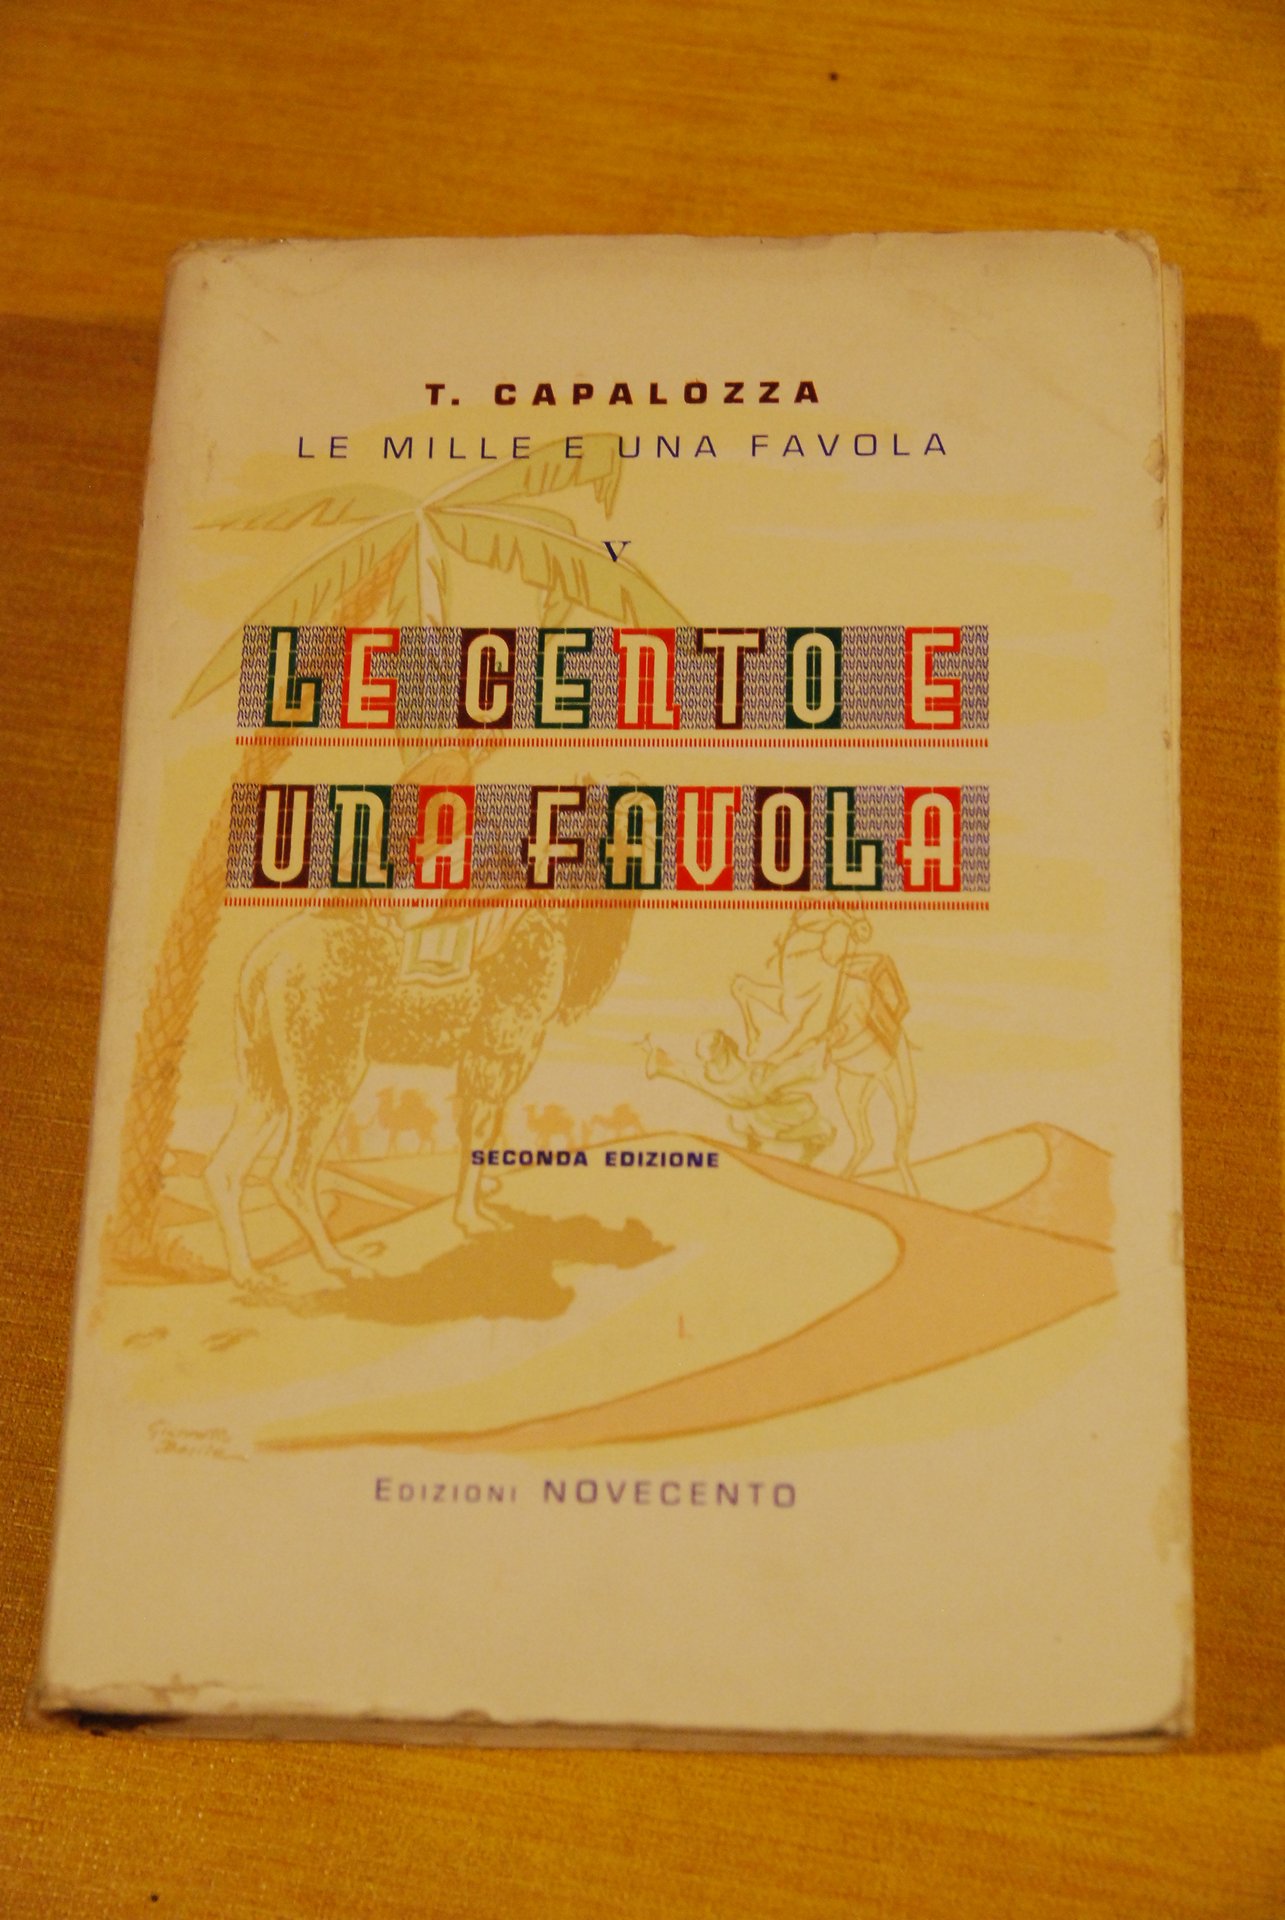 T. CAPALOZZA
LE MILLE E UNA FAVOLA
V
LE CENTO E
UNA FAVOLA
SECONDA EDIZIONE
EDIZIONI NOVECENTO